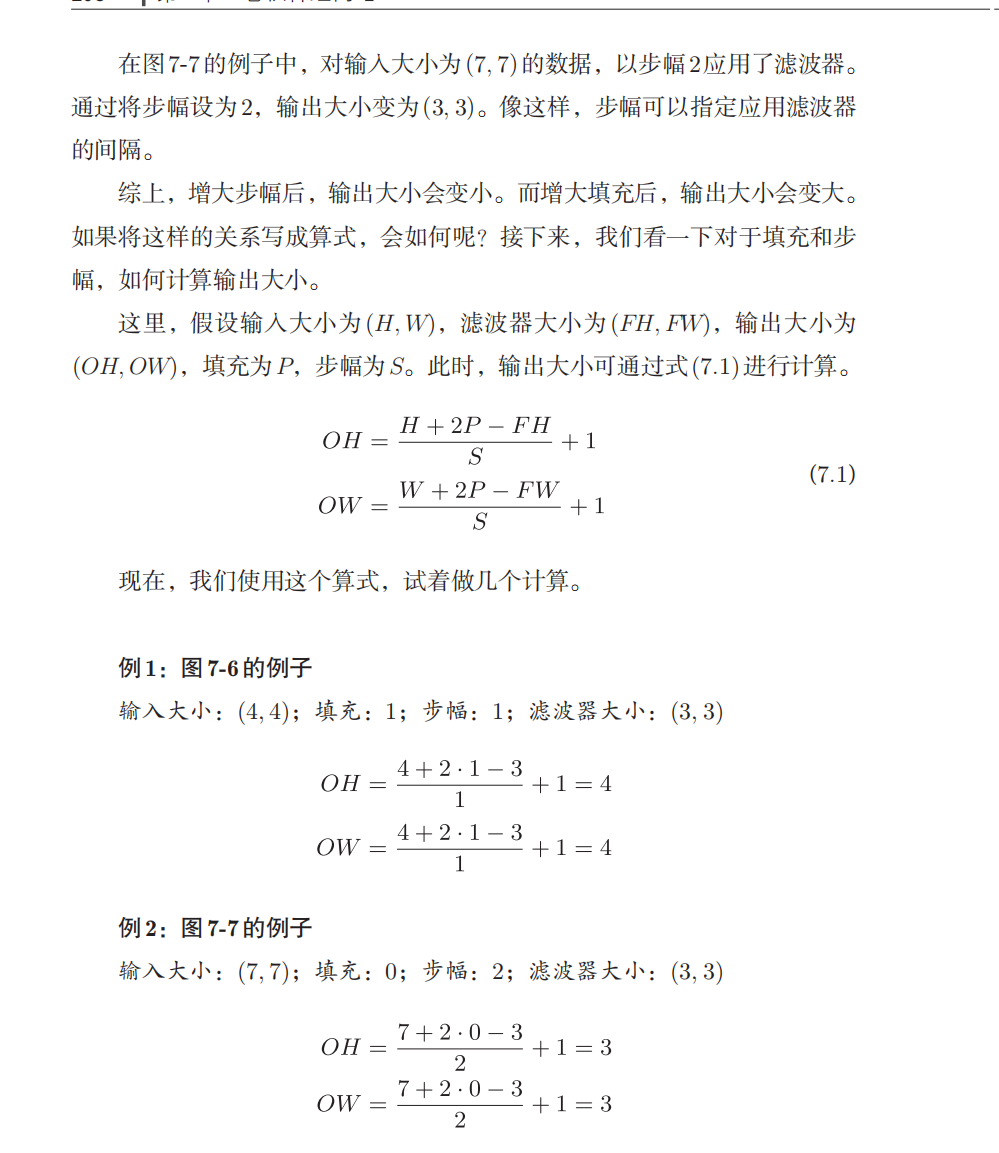 在图7-7的例子中，对输入大小为(7, 7)的数据，以步幅2应用了滤波器。
通过将步幅设为2，输出大小变为(3, 3)。像这样，步幅可以指定应用滤波器
的间隔。
综上，增大步幅后，输出大小会变小。而增大填充后，输出大小会变大。
如果将这样的关系写成算式，会如何呢？接下来，我们看一下对于填充和步
幅，如何计算输出大小。
这里，假设输入大小为(H, W)，滤波器大小为(FH, FW)，输出大小为
(OH, OW)，填充为P，步幅为S。此时，输出大小可通过式(7.1)进行计算。
OH = \frac{H + 2P − FH}{S} + 1
OW = \frac{W + 2P − FW}{S} + 1
(7.1)
现在，我们使用这个算式，试着做几个计算。
例1：图7-6的例子
输入大小：(4, 4)；填充：1；步幅：1；滤波器大小：(3, 3)
OH = \frac{4 + 2 · 1 − 3}{1} + 1 = 4
OW = \frac{4 + 2 · 1 − 3}{1} + 1 = 4
例2：图7-7的例子
输入大小：(7, 7)；填充：0；步幅：2；滤波器大小：(3, 3)
OH = \frac{7 + 2 · 0 − 3}{2} + 1 = 3
OW = \frac{7 + 2 · 0 − 3}{2} + 1 = 3